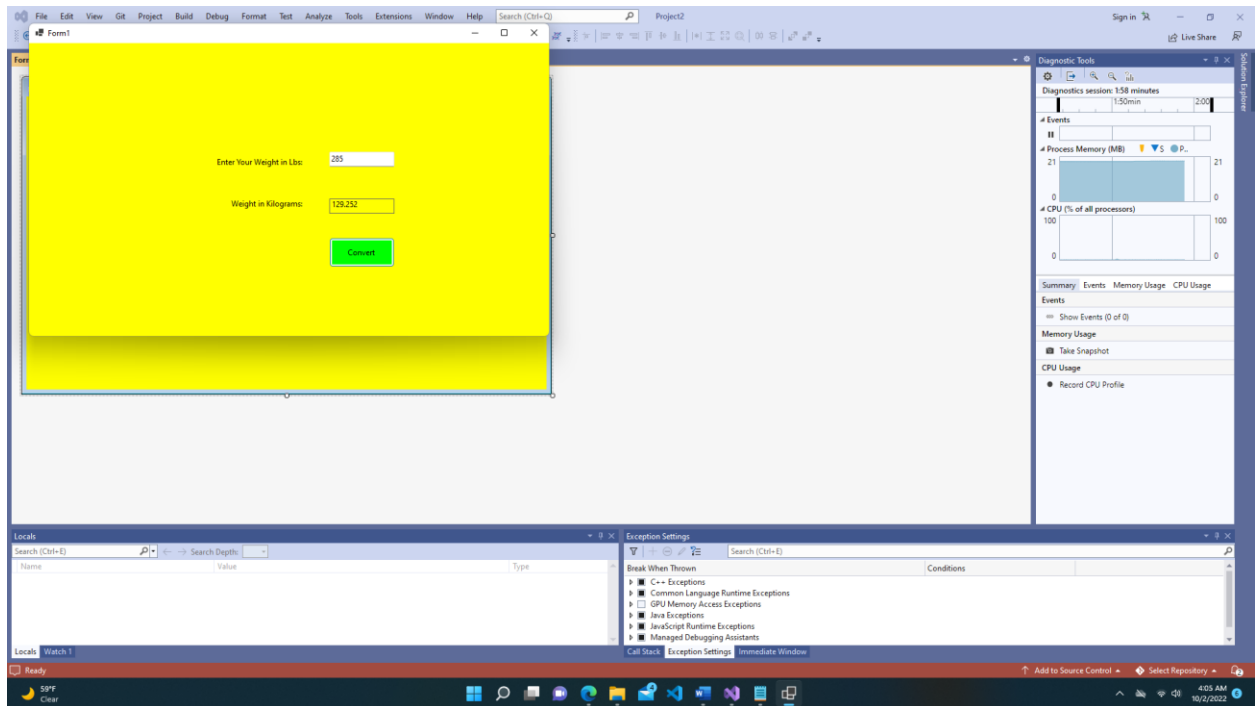 File Edit View Git Project Build Debug Format Test Analyze Tools Extensions Window Help Search (Ctrl+Q) Project2 Sign in
Form1
Live Share
Form
Enter Your Weight in Lbs: 285
Weight in Kilograms: 129.252
Convert
Diagnostic Tools
Diagnostics session: 1:58 minutes
1:50min 2:00
Events
Process Memory (MB) S P..
21 21
0 0
CPU (% of all processors)
100 100
0 0
Summary Events Memory Usage CPU Usage
Events
Show Events (0 of 0)
Memory Usage
Take Snapshot
CPU Usage
Record CPU Profile
Solution Explorer
Locals
Search (Ctrl+E) Search Depth:
Name Value Type
Locals Watch 1
Exception Settings
Search (Ctrl+E)
Break When Thrown Conditions
C++ Exceptions
Common Language Runtime Exceptions
GPU Memory Access Exceptions
Java Exceptions
JavaScript Runtime Exceptions
Managed Debugging Assistants
Call Stack Exception Settings Immediate Window
Ready Add to Source Control Select Repository 2
59°F
Clear
4:05 AM
10/2/2022